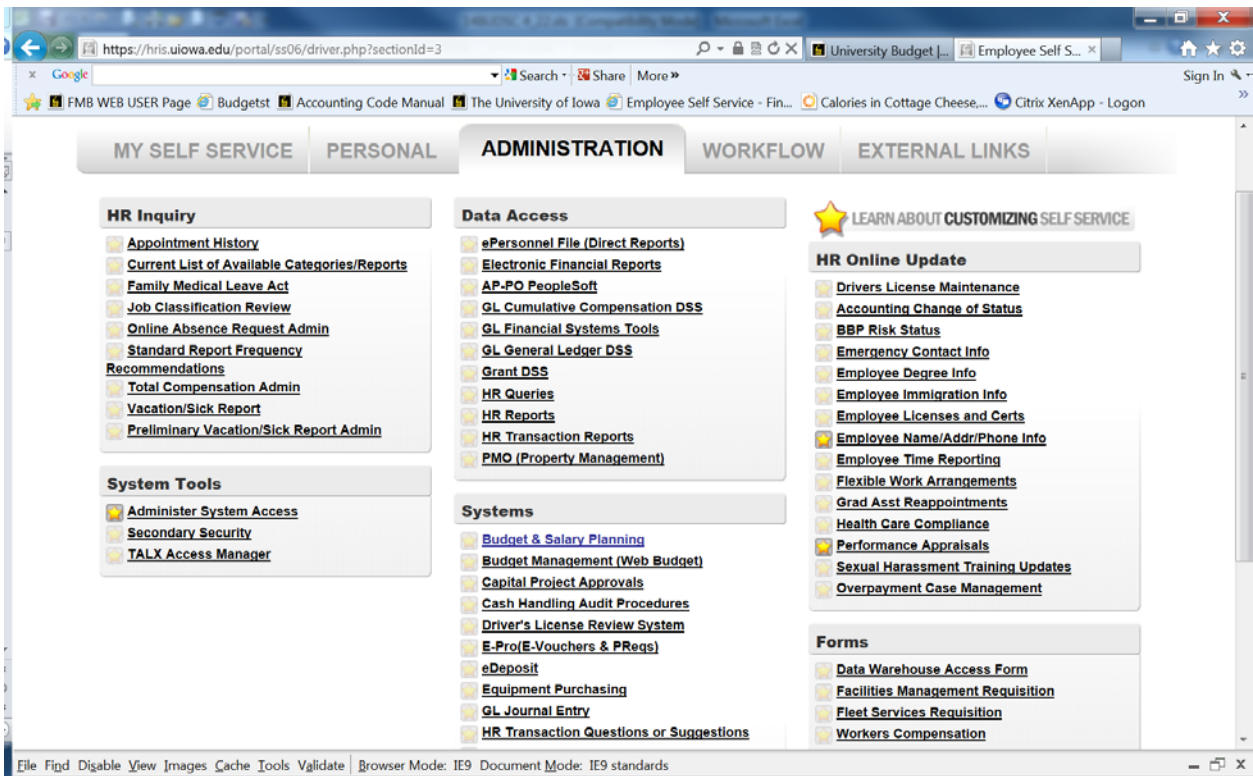 https://hris.uiowa.edu/portal/ss06/driver.php?sectionId=3
University Budget |...
Employee Self S...
x Google
Search
Share
More »
Sign In
FMB WEB USER Page
Budgetst
Accounting Code Manual
The University of Iowa
Employee Self Service - Fin...
Calories in Cottage Cheese,...
Citrix XenApp - Logon
MY SELF SERVICE
PERSONAL
ADMINISTRATION
WORKFLOW
EXTERNAL LINKS
HR Inquiry
Appointment History
Current List of Available Categories/Reports
Family Medical Leave Act
Job Classification Review
Online Absence Request Admin
Standard Report Frequency
Recommendations
Total Compensation Admin
Vacation/Sick Report
Preliminary Vacation/Sick Report Admin
System Tools
Administer System Access
Secondary Security
TALX Access Manager
Data Access
ePersonnel File (Direct Reports)
Electronic Financial Reports
AP-PO PeopleSoft
GL Cumulative Compensation DSS
GL Financial Systems Tools
GL General Ledger DSS
Grant DSS
HR Queries
HR Reports
HR Transaction Reports
PMO (Property Management)
Systems
Budget & Salary Planning
Budget Management (Web Budget)
Capital Project Approvals
Cash Handling Audit Procedures
Driver's License Review System
E-Pro(E-Vouchers & PReqs)
eDeposit
Equipment Purchasing
GL Journal Entry
HR Transaction Questions or Suggestions
LEARN ABOUT CUSTOMIZING SELF SERVICE
HR Online Update
Drivers License Maintenance
Accounting Change of Status
BBP Risk Status
Emergency Contact Info
Employee Degree Info
Employee Immigration Info
Employee Licenses and Certs
Employee Name/Addr/Phone Info
Employee Time Reporting
Flexible Work Arrangements
Grad Asst Reappointments
Health Care Compliance
Performance Appraisals
Sexual Harassment Training Updates
Overpayment Case Management
Forms
Data Warehouse Access Form
Facilities Management Requisition
Fleet Services Requisition
Workers Compensation
File Find Disable View Images Cache Tools Validate Browser Mode: IE9 Document Mode: IE9 standards